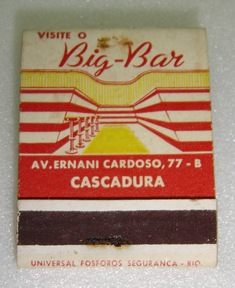 VISITE O
Big-Bar
AV. ERNANI CARDOSO, 77 - B
CASCADURA
UNIVERSAL FOSFOROS SEGURANCA - RIO